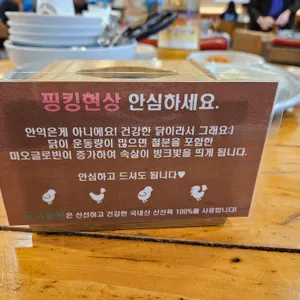 핑킹현상 안심하세요.
안익은게 아니에요! 건강한 닭이라서 그래요:)
닭이 운동량이 많으면 철분을 포함한
미오글로빈이 증가하여 속살이 빙크빛을 띄게 됩니다.
안심하고 드셔도 됩니다♥
은 신선하고 건강한 국내산 신선육 100%를 사용합니다!